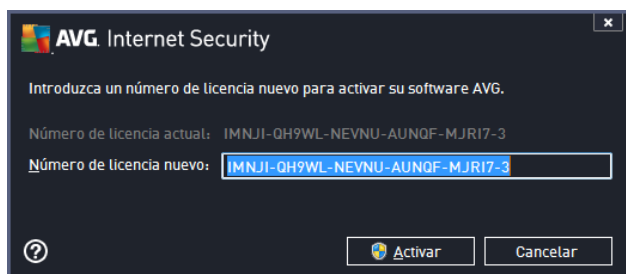 AVG. Internet Security
x
Introduzca un número de licencia nuevo para activar su software AVG.
Número de licencia actual: IMNJI-QH9WL-NEVNU-AUNQF-MJRI7-3
Número de licencia nuevo: IMNJI-QH9WL-NEVNU-AUNQF-MJRI7-3
? Activar Cancelar